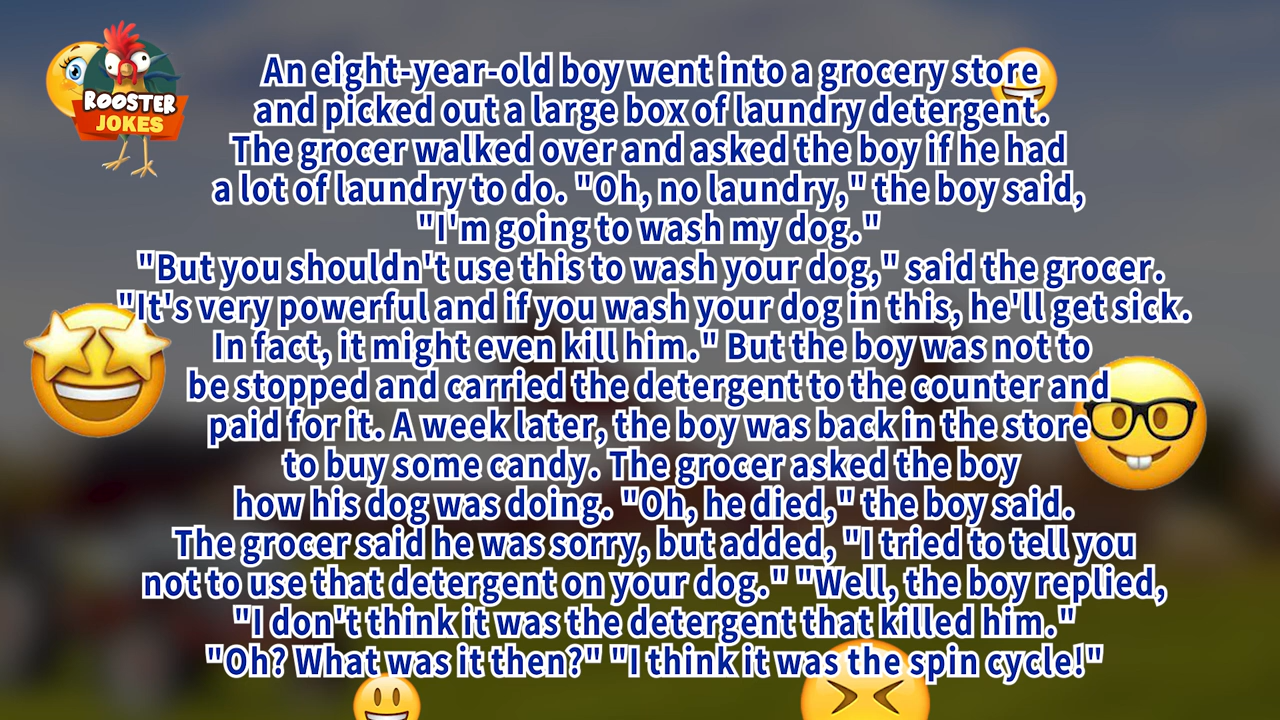 ROOSTER
JOKES
An eight-year-old boy went into a grocery store
and picked out a large box of laundry detergent.
The grocer walked over and asked the boy if he had
a lot of laundry to do. "Oh, no laundry," the boy said,
"I'm going to wash my dog."
"But you shouldn't use this to wash your dog," said the grocer.
"It's very powerful and if you wash your dog in this, he'll get sick.
In fact, it might even kill him." But the boy was not to
be stopped and carried the detergent to the counter and
paid for it. A week later, the boy was back in the store
to buy some candy. The grocer asked the boy
how his dog was doing. "Oh, he died," the boy said.
The grocer said he was sorry, but added, "I tried to tell you
not to use that detergent on your dog." "Well, the boy replied,
"I don't think it was the detergent that killed him."
"Oh? What was it then?" "I think it was the spin cycle!"